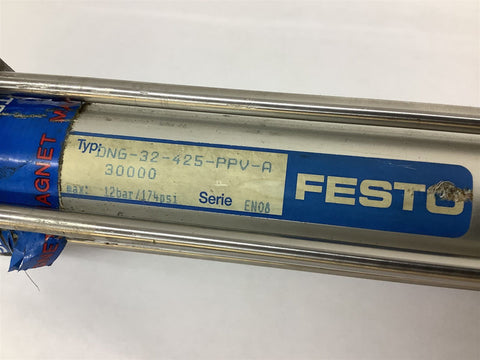 Typ: DNG-32-425-PPV-A
30000
max: 12bar/174psi Serie EN08
FESTO
AGNET